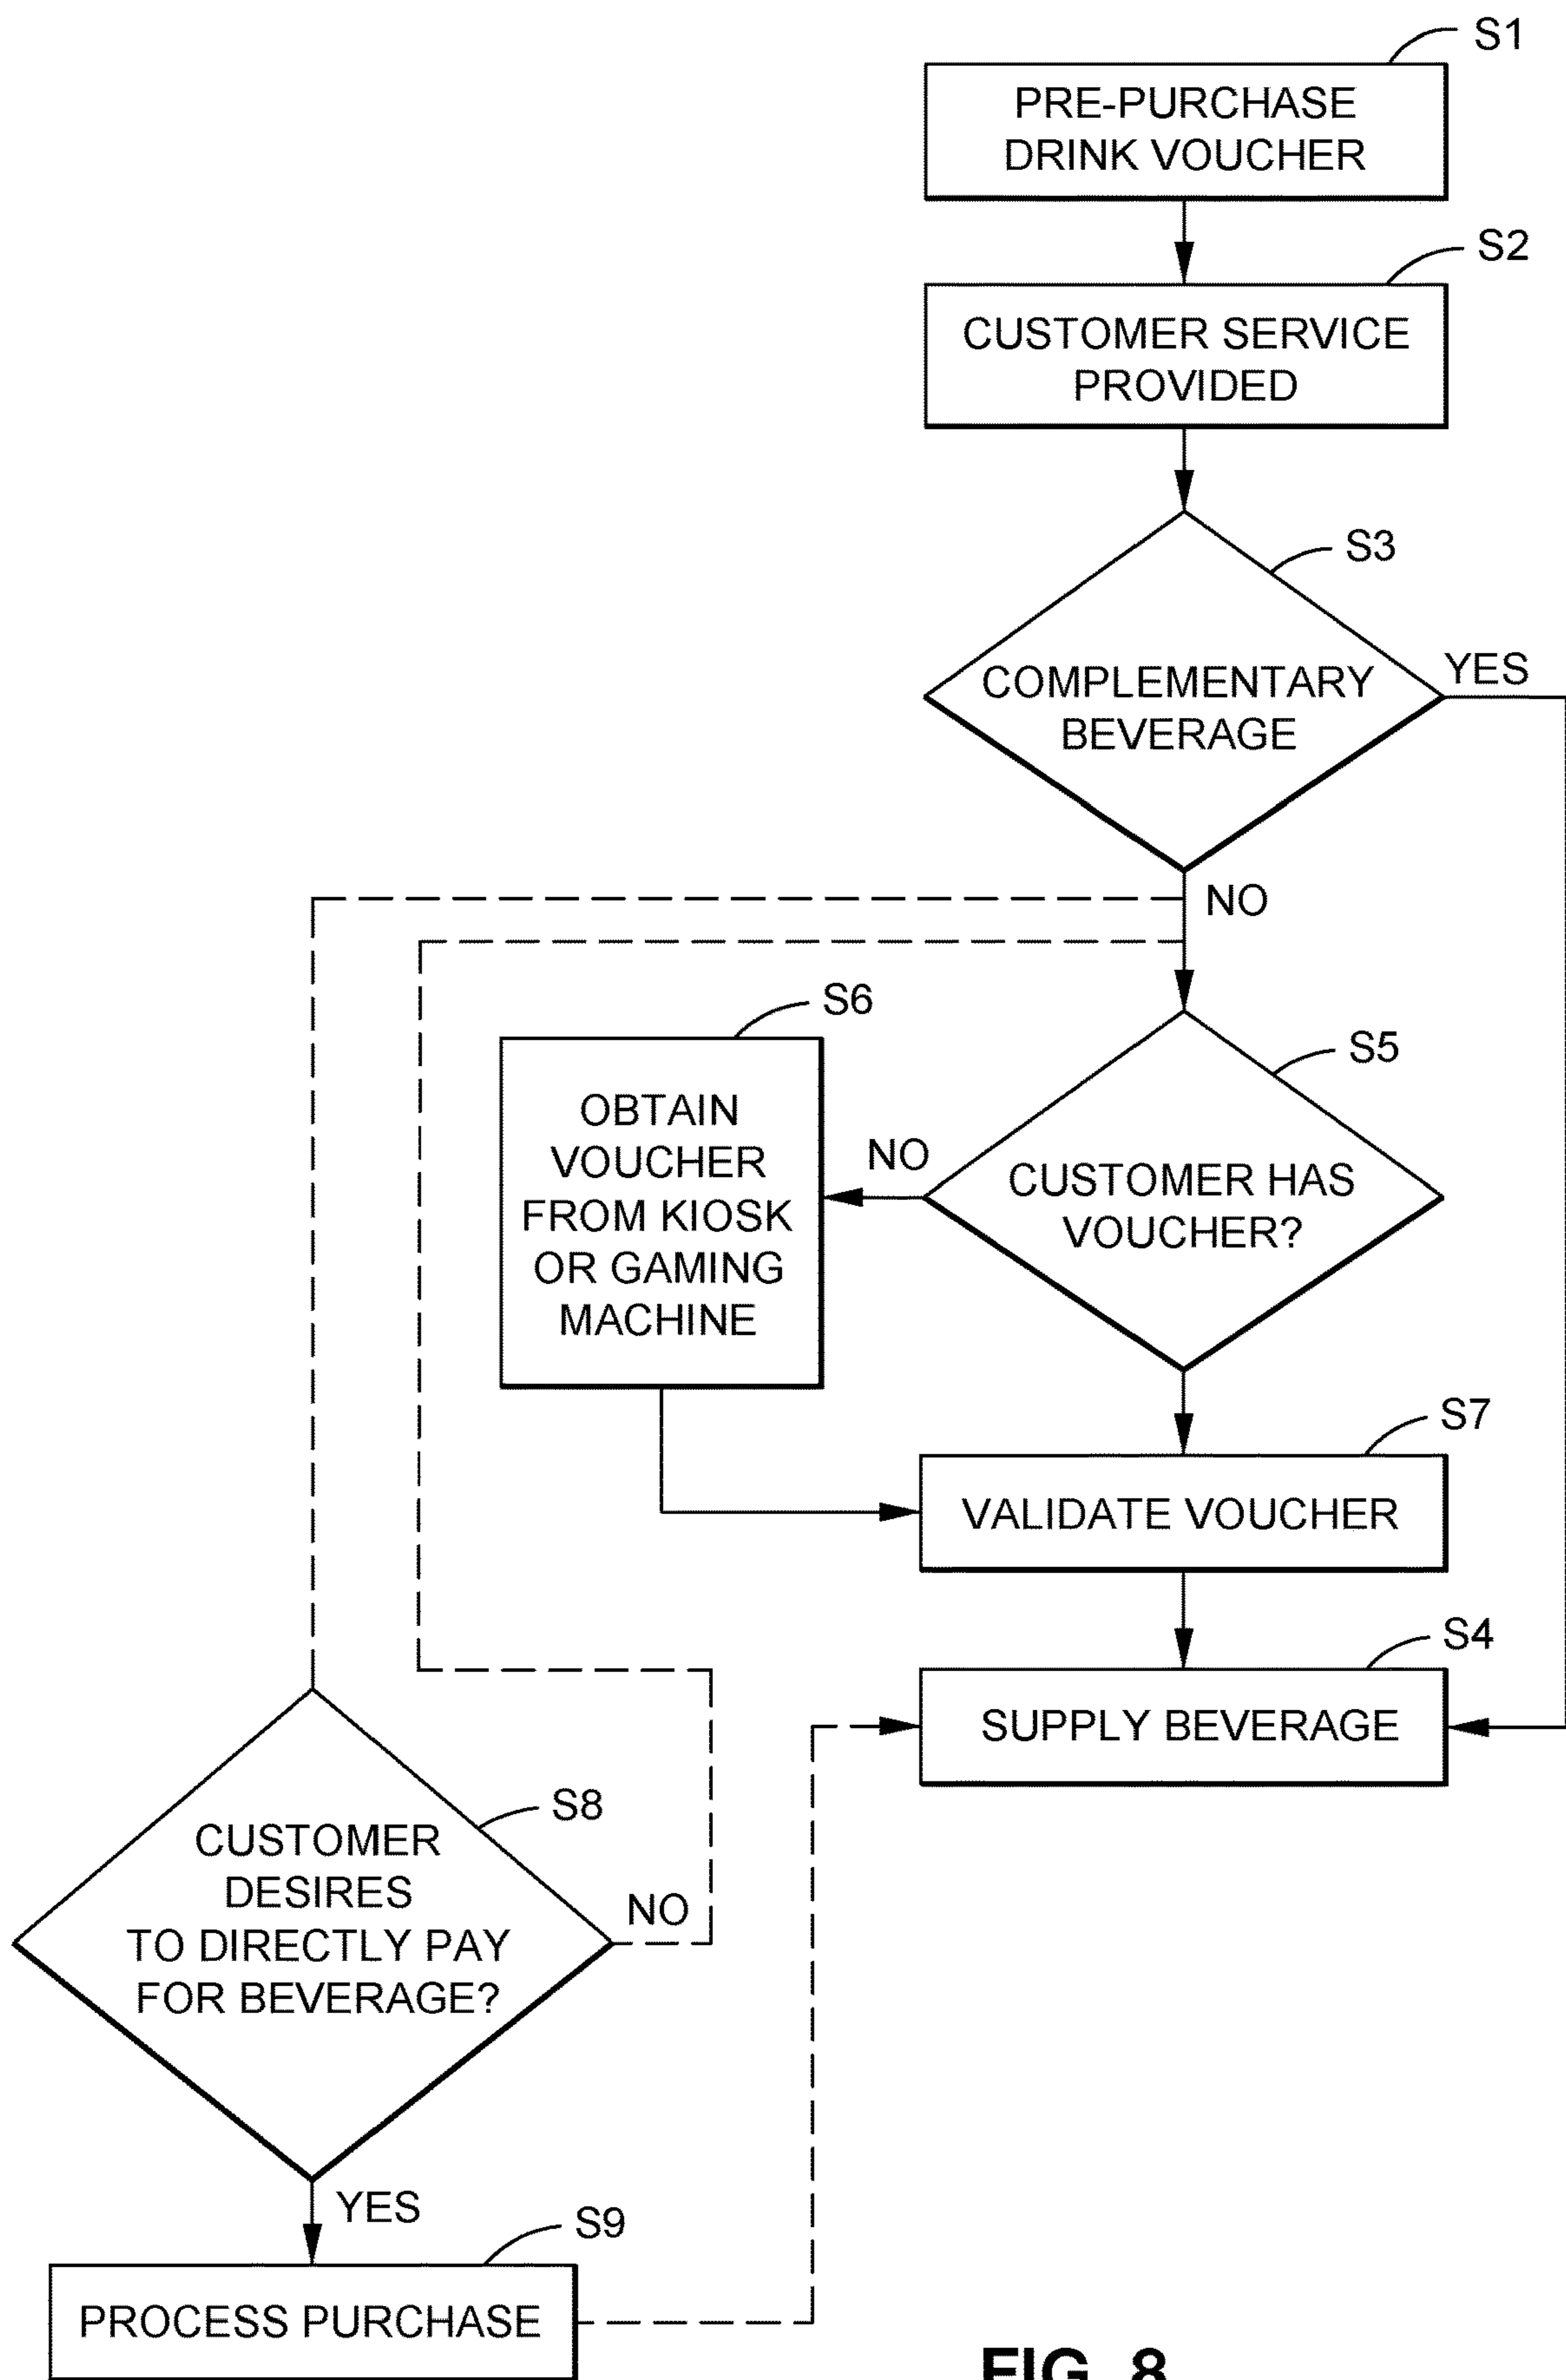 S1
PRE-PURCHASE
DRINK VOUCHER
S2
CUSTOMER SERVICE
PROVIDED
S3
COMPLEMENTARY
BEVERAGE
YES
NO
S6
OBTAIN
VOUCHER
FROM KIOSK
OR GAMING
MACHINE
S5
NO
CUSTOMER HAS
VOUCHER?
S7
VALIDATE VOUCHER
S4
SUPPLY BEVERAGE
S8
CUSTOMER
DESIRES
TO DIRECTLY PAY
FOR BEVERAGE?
NO
YES
S9
PROCESS PURCHASE
FIG. 8